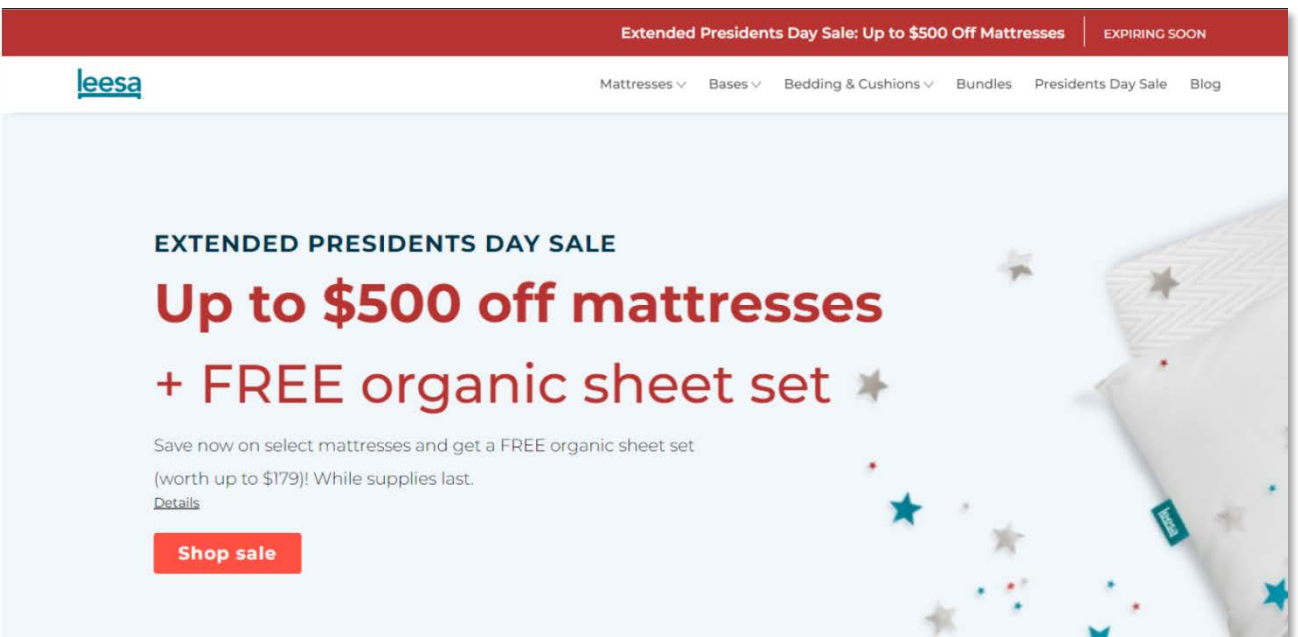 Extended Presidents Day Sale: Up to $500 Off Mattresses EXPIRING SOON
leesa Mattresses Bases Bedding & Cushions Bundles Presidents Day Sale Blog
EXTENDED PRESIDENTS DAY SALE
Up to $500 off mattresses
+ FREE organic sheet set
Save now on select mattresses and get a FREE organic sheet set
(worth up to $179)! While supplies last.
Details
Shop sale
leesa